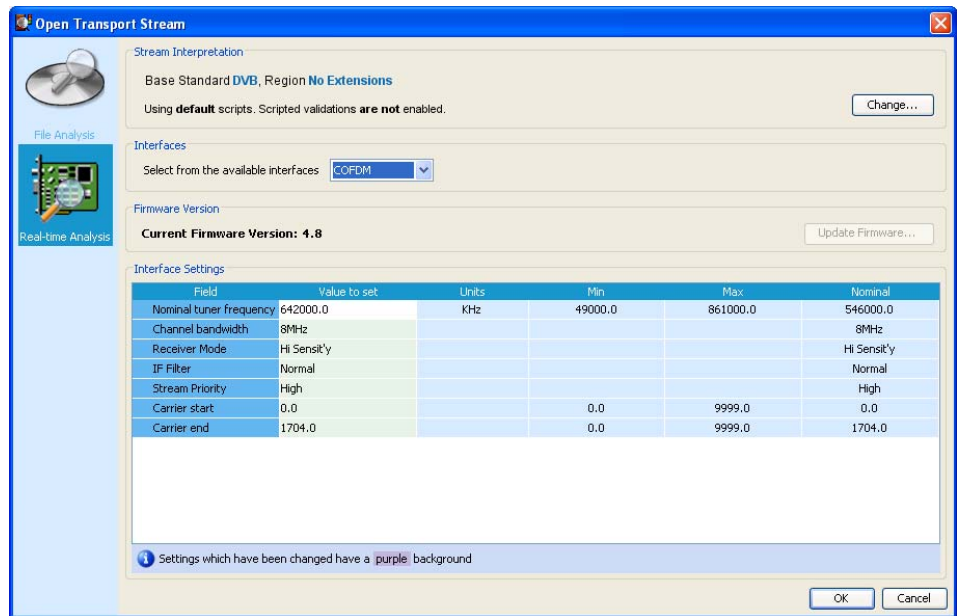 Open Transport Stream
File Analysis
Real-time Analysis
Stream Interpretation
Base Standard DVB, Region No Extensions
Using default scripts. Scripted validations are not enabled.
Change...
Interfaces
Select from the available interfaces COFDM
Firmware Version
Current Firmware Version: 4.8
Update Firmware...
Interface Settings
Field Value to set Units Min Max Nominal
Nominal tuner frequency 642000.0 KHz 49000.0 861000.0 546000.0
Channel bandwidth 8MHz 8MHz
Receiver Mode Hi Sensit'y Hi Sensit'y
IF Filter Normal Normal
Stream Priority High High
Carrier start 0.0 0.0 9999.0 0.0
Carrier end 1704.0 0.0 9999.0 1704.0
Settings which have been changed have a purple background
OK Cancel